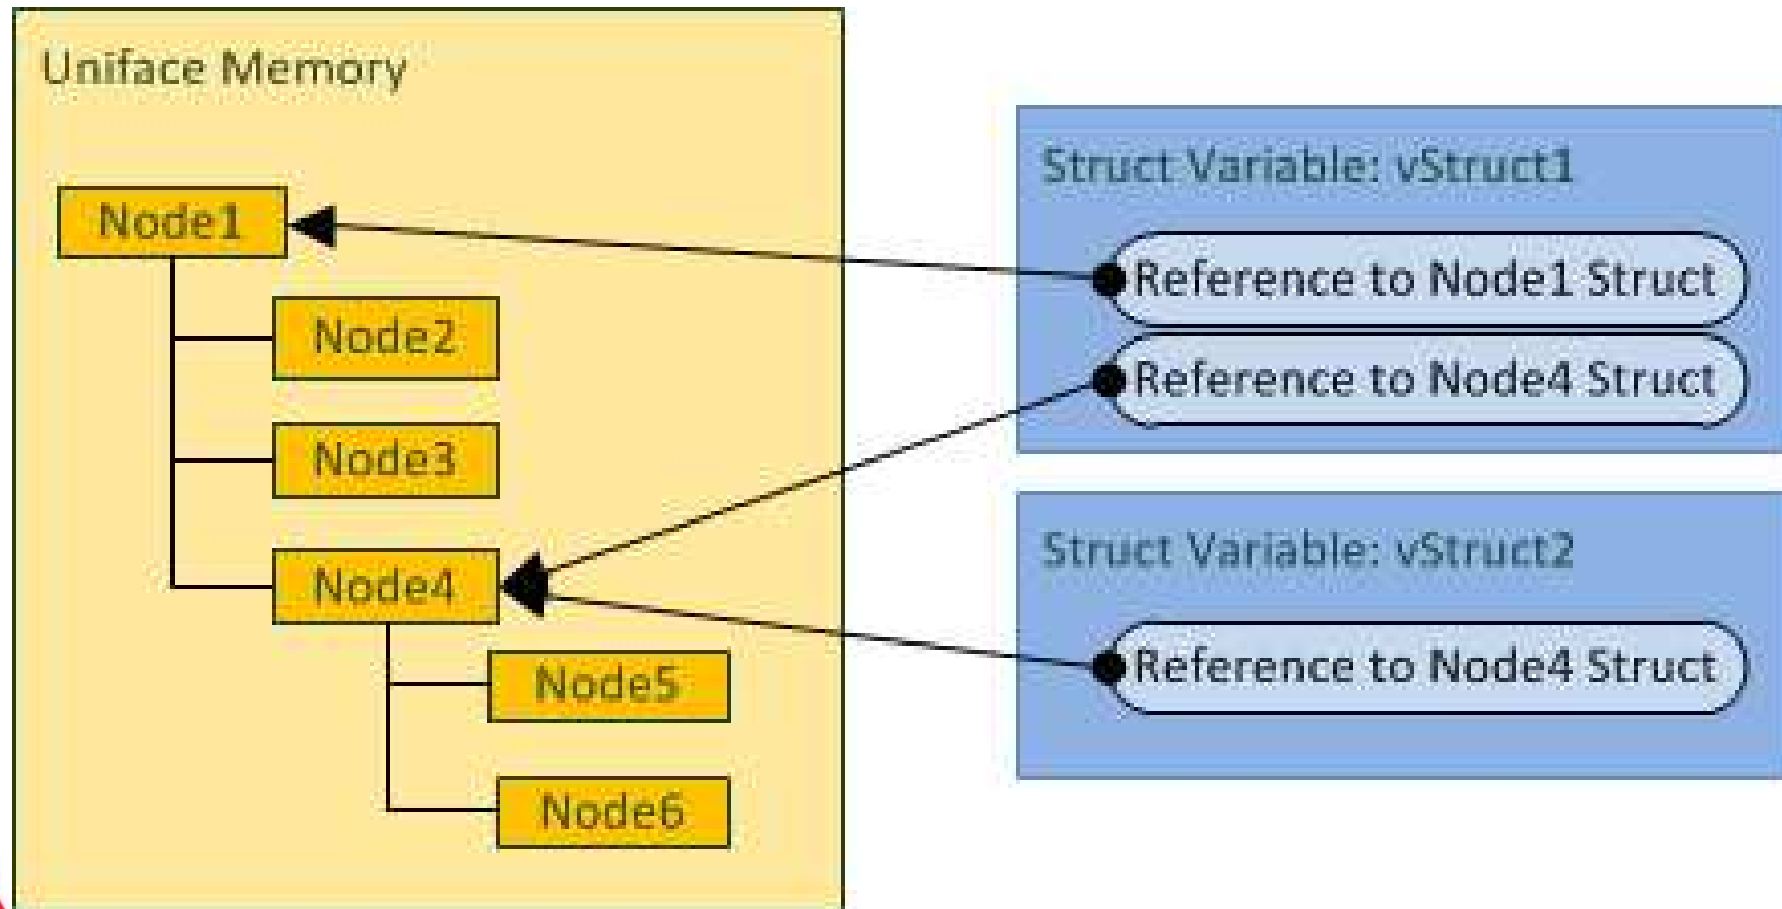 Uniface Memory
Node1
Node2
Node3
Node4
Node5
Node6
Struct Variable: vStruct1
Reference to Node1 Struct
Reference to Node4 Struct
Struct Variable: vStruct2
Reference to Node4 Struct